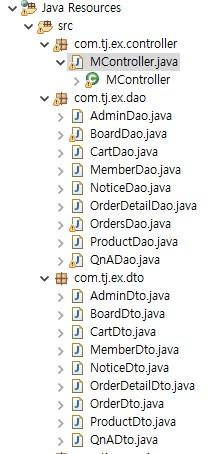 Java Resources
src
com.tj.ex.controller
MController.java
MController
com.tj.ex.dao
AdminDao.java
BoardDao.java
CartDao.java
MemberDao.java
NoticeDao.java
OrderDetailDao.java
OrdersDao.java
ProductDao.java
QnADao.java
com.tj.ex.dto
AdminDto.java
BoardDto.java
CartDto.java
MemberDto.java
NoticeDto.java
OrderDetailDto.java
OrderDto.java
ProductDto.java
QnADto.java